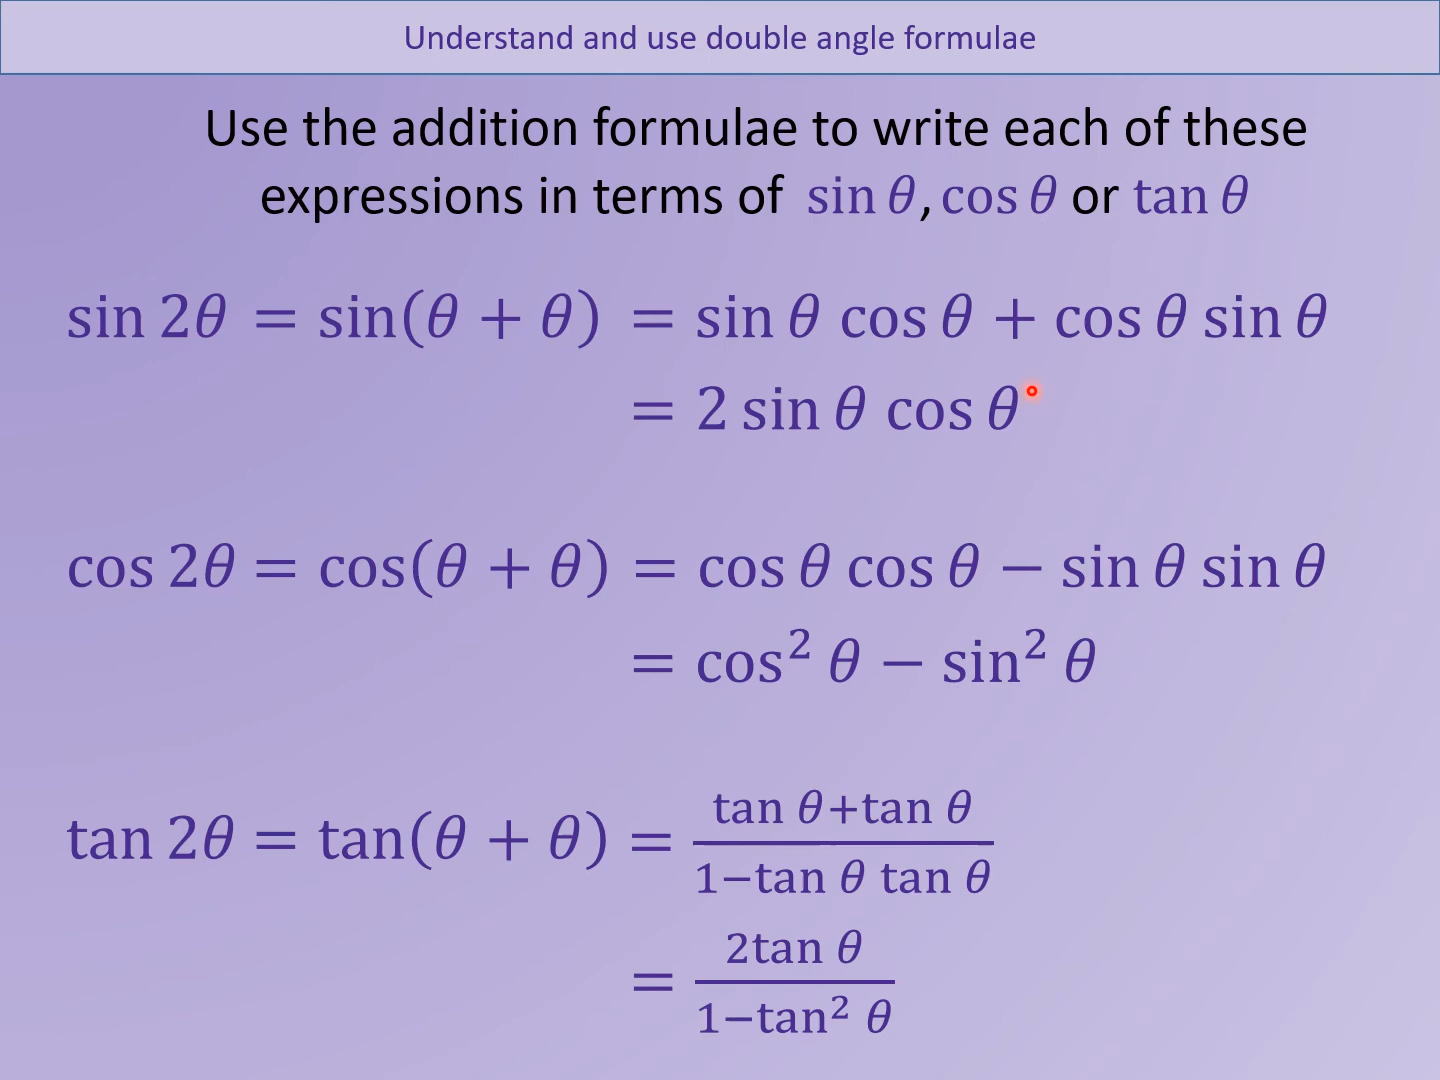 Understand and use double angle formulae
Use the addition formulae to write each of these
expressions in terms of sin θ, cos θ or tan θ
sin 2θ = sin(θ + θ) = sin θ cos θ + cos θ sin θ
= 2 sin θ cos θ
cos 2θ = cos(θ + θ) = cos θ cos θ − sin θ sin θ
= cos² θ − sin² θ
tan 2θ = tan(θ + θ) = tan θ+tan θ / 1−tan θ tan θ
= 2tan θ / 1−tan² θ